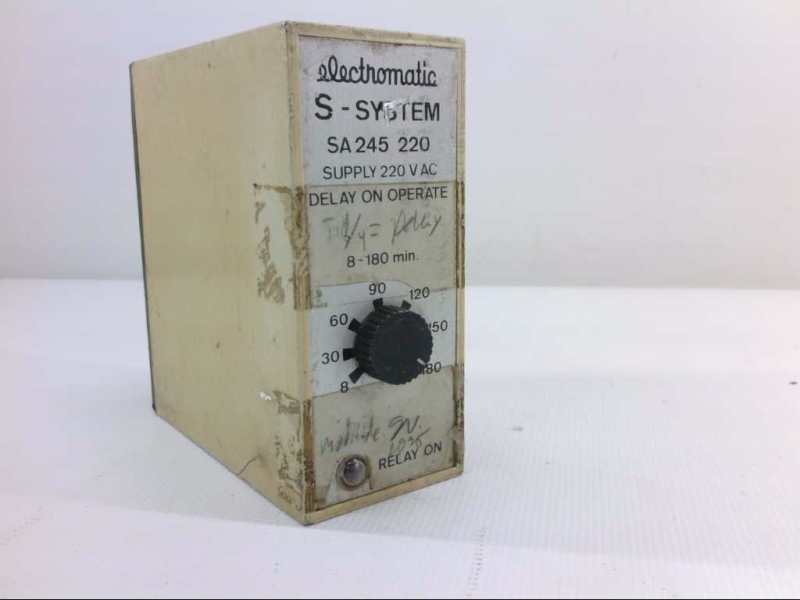 electromatic
S-SYSTEM
SA 245 220
SUPPLY 220 V AC
DELAY ON OPERATE
8-180 min.
90
120
60
150
30
180
8
RELAY ON